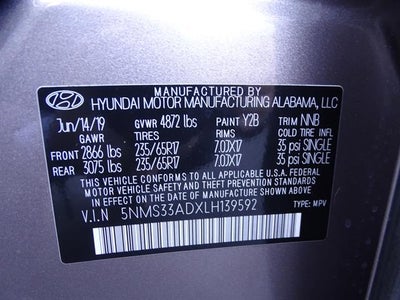 MANUFACTURED BY
HYUNDAI MOTOR MANUFACTURING ALABAMA, LLC
Jun/14/19 GVWR 4872 lbs PAINT Y2B TRIM NNB
GAWR TIRES RIMS COLD TIRE INFL
FRONT 2866 lbs 235/65R17 7.0JX17 35 psi SINGLE
REAR 3075 lbs 235/65R17 7.0JX17 35 psi SINGLE
THIS VEHICLE CONFORMS TO ALL APPLICABLE U.S.A. FEDERAL
MOTOR VEHICLE SAFETY, BUMPER, AND THEFT PREVENTION
STANDARDS IN EFFECT ON THE DATE OF MANUFACTURE SHOWN ABOVE
V.I.N 5NMS33ADXLH139592 TYPE: M.P.V